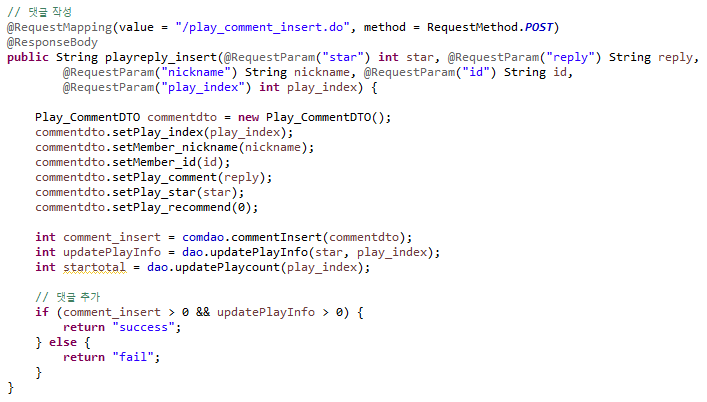 // 댓글 작성
@RequestMapping(value = "/play_comment_insert.do", method = RequestMethod.POST)
@ResponseBody
public String playreply_insert(@RequestParam("star") int star, @RequestParam("reply") String reply,
@RequestParam("nickname") String nickname, @RequestParam("id") String id,
@RequestParam("play_index") int play_index) {
Play_CommentDTO commentdto = new Play_CommentDTO();
commentdto.setPlay_index(play_index);
commentdto.setMember_nickname(nickname);
commentdto.setMember_id(id);
commentdto.setPlay_comment(reply);
commentdto.setPlay_star(star);
commentdto.setPlay_recommend(0);
int comment_insert = comdao.commentInsert(commentdto);
int updatePlayInfo = dao.updatePlayInfo(star, play_index);
int startotal = dao.updatePlaycount(play_index);
// 댓글 추가
if (comment_insert > 0 && updatePlayInfo > 0) {
return "success";
} else {
return "fail";
}
}